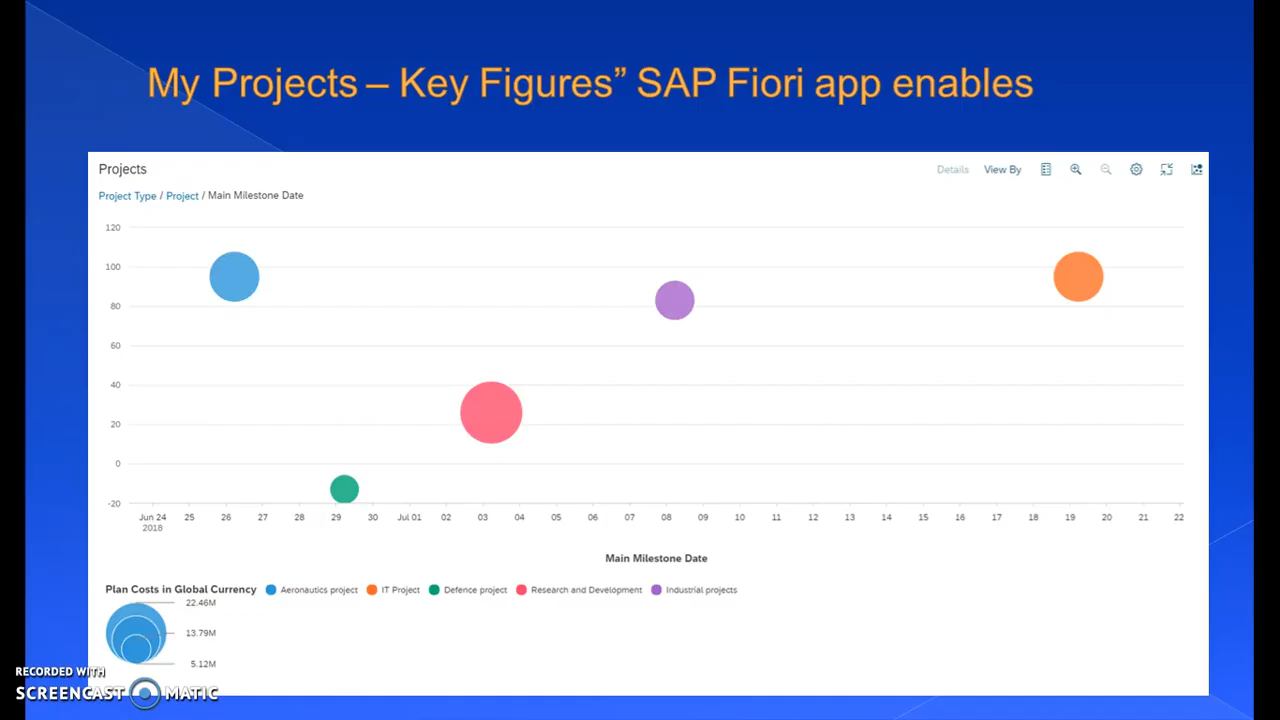 My Projects – Key Figures” SAP Fiori app enables
Projects
Details View By
Project Type / Project / Main Milestone Date
120
100
80
60
40
20
0
-20
Jun 24 25 26 27 28 29 30 Jul 01 02 03 04 05 06 07 08 09 10 11 12 13 14 15 16 17 18 19 20 21 22
2018
Main Milestone Date
Plan Costs in Global Currency Aeronautics project IT Project Defence project Research and Development Industrial projects
22.46M
13.79M
5.12M
RECORDED WITH
SCREENCAST MATIC